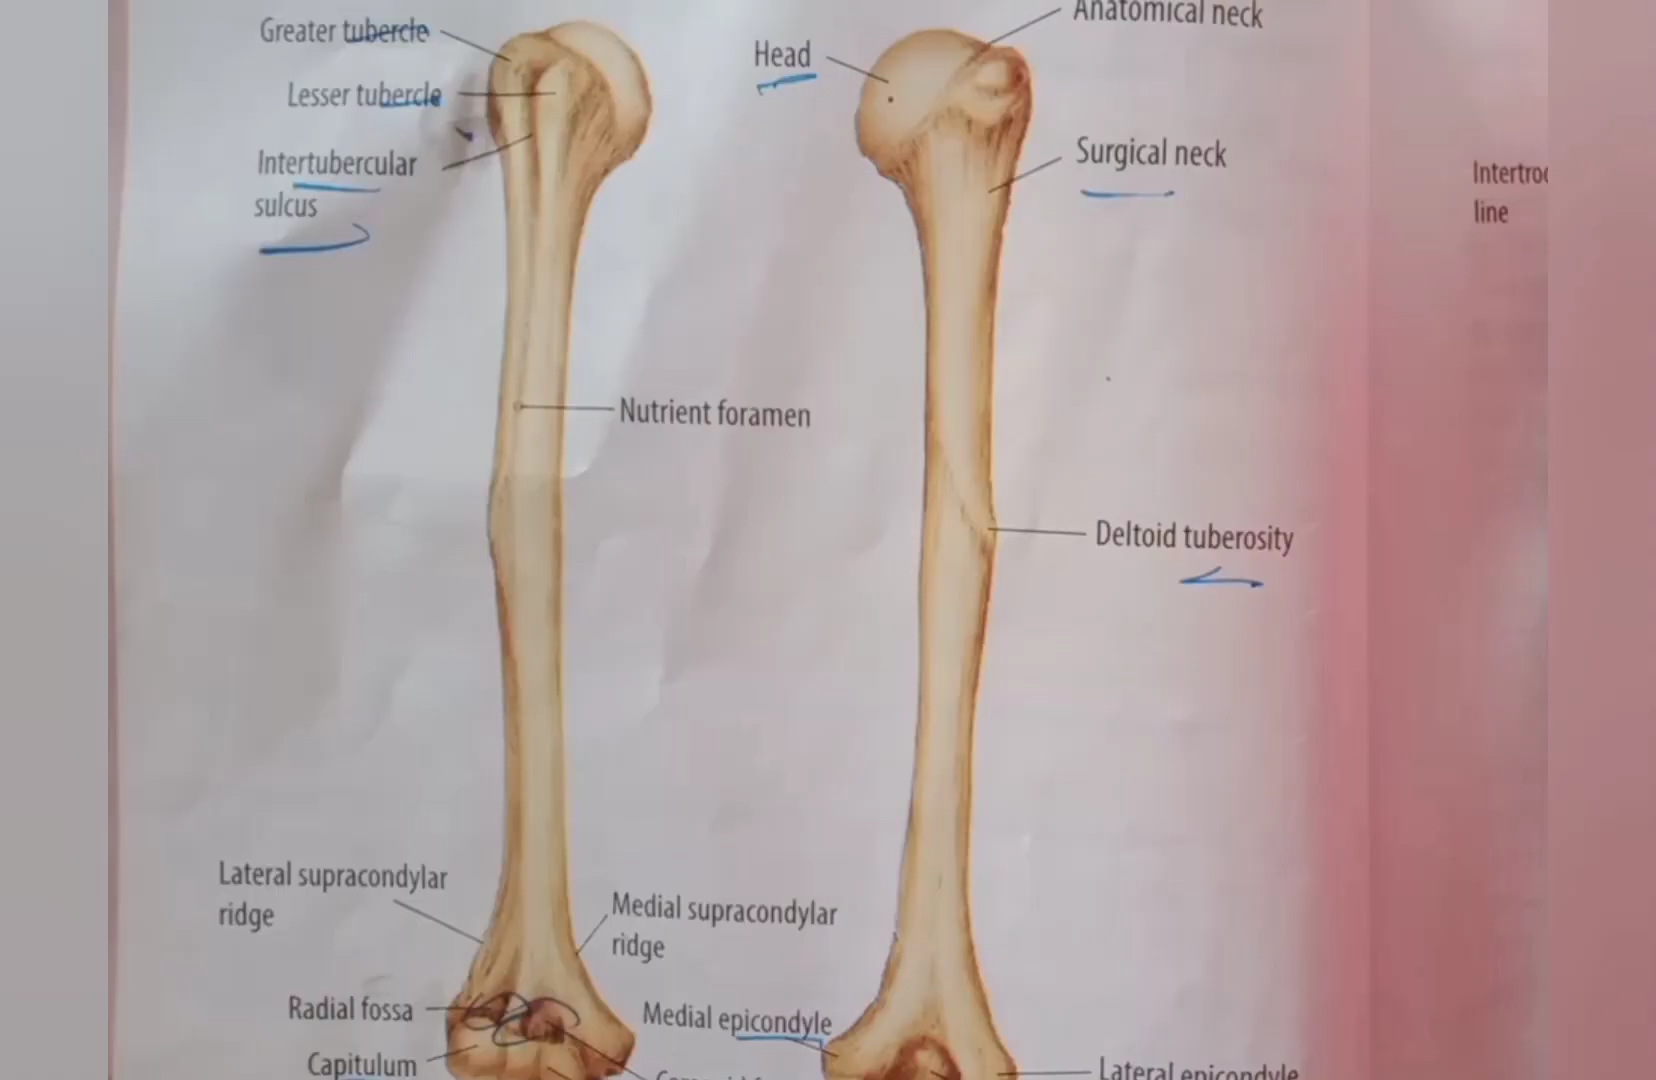 Greater tubercle
Anatomical neck
Head
Lesser tubercle
Intertubercular
sulcus
Surgical neck
line
Nutrient foramen
Deltoid tuberosity
Lateral supracondylar
ridge
Medial supracondylar
ridge
Radial fossa
Medial epicondyle
Capitulum
Lateral epicondyle